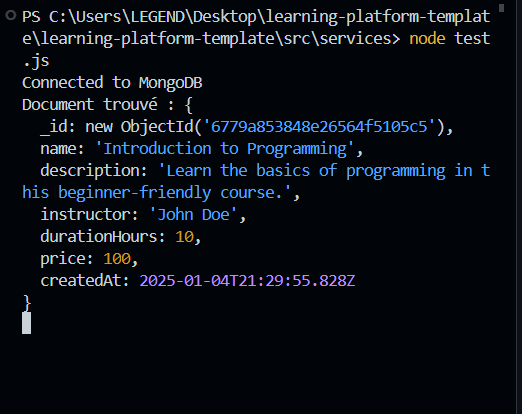 PS C:\Users\LEGEND\Desktop\learning-platform-templat
e\learning-platform-template\src\services> node test
.js
Connected to MongoDB
Document trouvé : {
  _id: new ObjectId('6779a853848e26564f5105c5'),
  name: 'Introduction to Programming',
  description: 'Learn the basics of programming in t
his beginner-friendly course.',
  instructor: 'John Doe',
  durationHours: 10,
  price: 100,
  createdAt: 2025-01-04T21:29:55.828Z
}